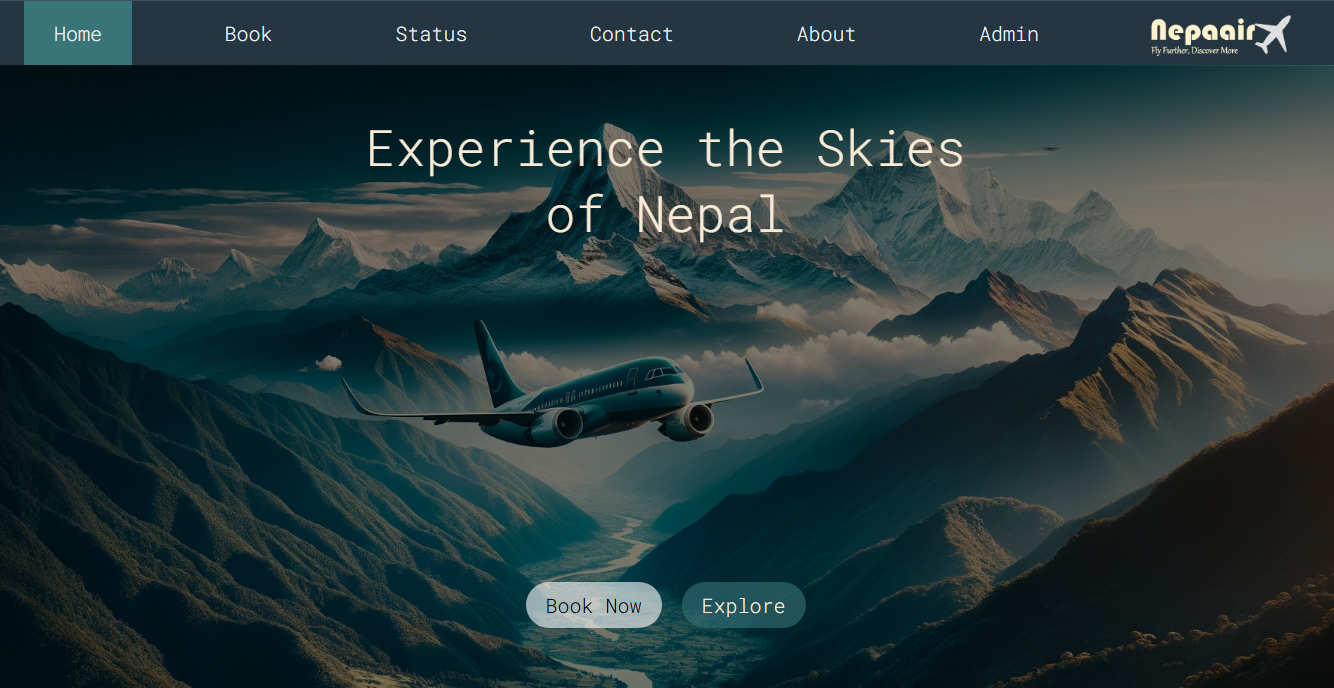 Home
Book
Status
Contact
About
Admin
Nepaair
Fly Further, Discover More
Experience the Skies
of Nepal
Book Now
Explore